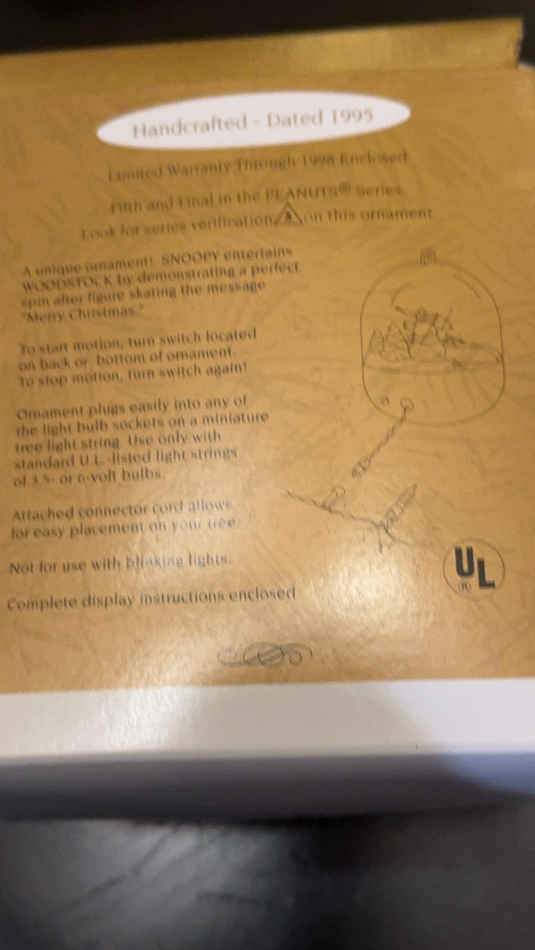 Handcrafted - Dated 1995
Limited Warranty Through 1998 Enclosed
Fifth and Final in the PEANUTS® Series
Look for series verification 5 on this ornament
A unique ornament! SNOOPY entertains
WOODSTOCK by demonstrating a perfect
spin after figure skating the message
"Merry Christmas."
To start motion, turn switch located
on back or bottom of ornament.
To stop motion, turn switch again!
Ornament plugs easily into any of
the light bulb sockets on a miniature
tree light string. Use only with
standard U.L.-listed light strings
of 3.5- or 6-volt bulbs.
Attached connector cord allows
for easy placement on your tree.
Not for use with blinking lights.
Complete display instructions enclosed
UL
®